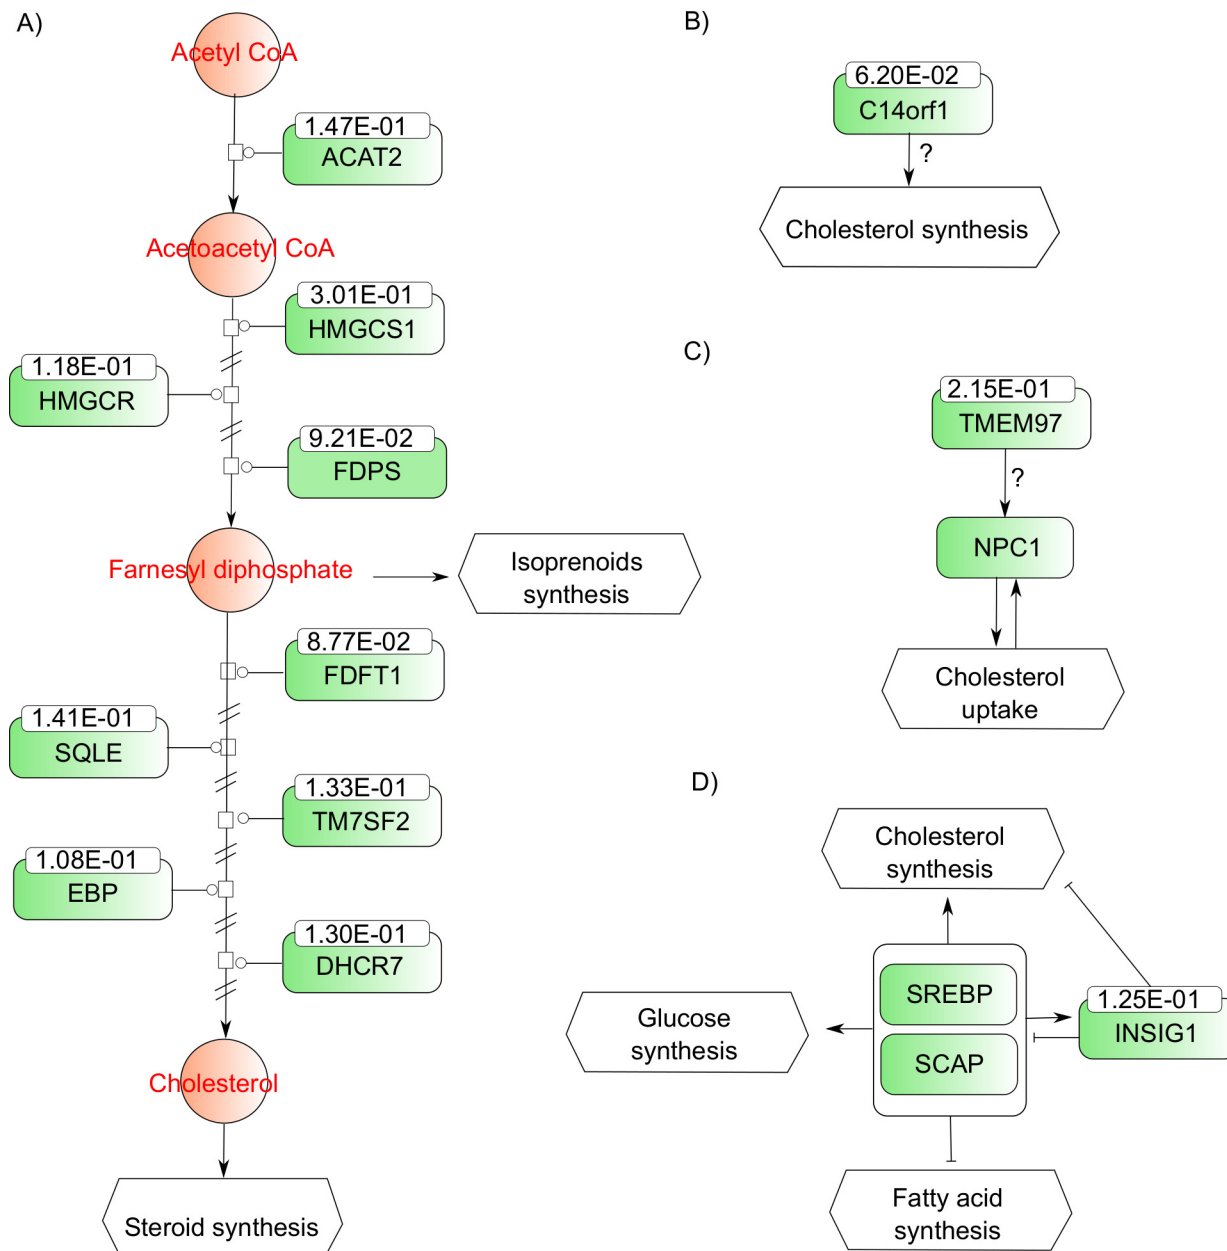 A)
Acetyl CoA
1.47E-01
ACAT2
Acetoacetyl CoA
3.01E-01
HMGCS1
1.18E-01
HMGCR
9.21E-02
FDPS
Farnesyl diphosphate
Isoprenoids
synthesis
8.77E-02
FDFT1
1.41E-01
SQLE
1.33E-01
TM7SF2
1.08E-01
EBP
1.30E-01
DHCR7
Cholesterol
Steroid synthesis
B)
6.20E-02
C14orf1
?
Cholesterol synthesis
C)
2.15E-01
TMEM97
?
NPC1
Cholesterol
uptake
D)
Cholesterol
synthesis
SREBP
SCAP
1.25E-01
INSIG1
Glucose
synthesis
Fatty acid
synthesis